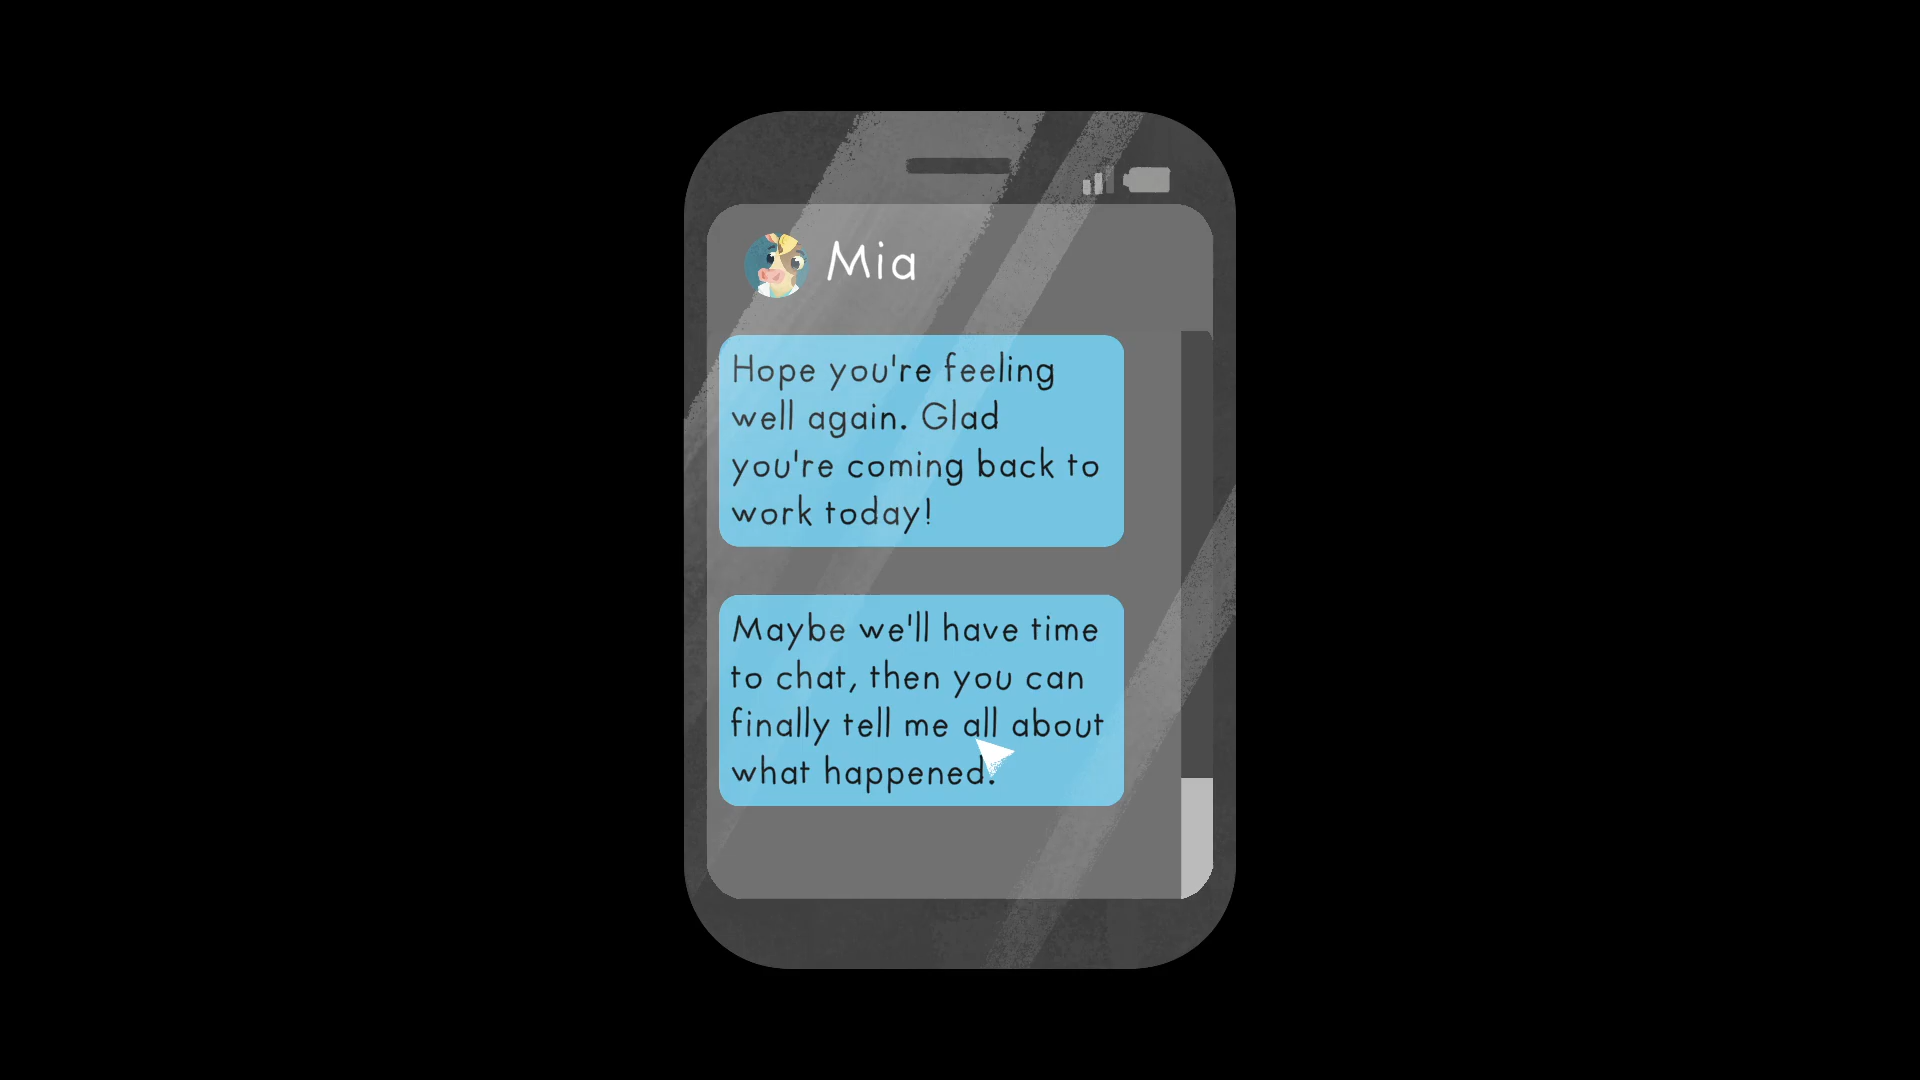 Mia
Hope you're feeling
well again. Glad
you're coming back to
work today!
Maybe we'll have time
to chat, then you can
finally tell me all about
what happened.